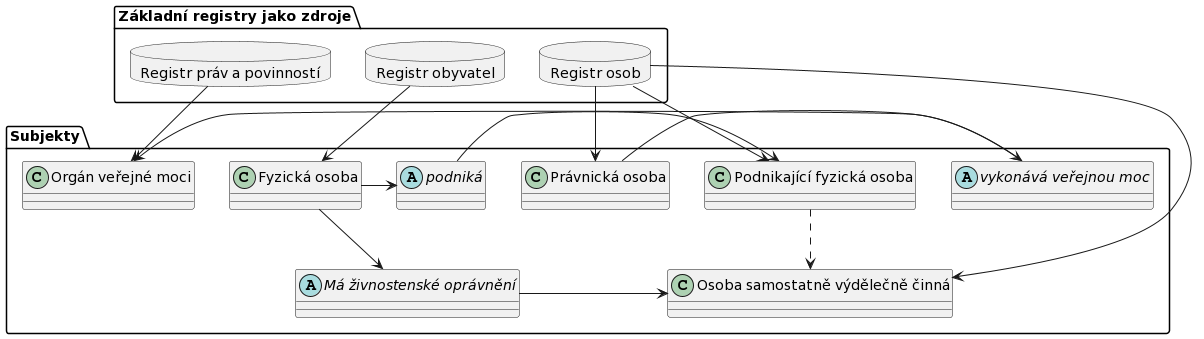 Základní registry jako zdroje
Registr práv a povinností
Registr obyvatel
Registr osob
Subjekty
C Orgán veřejné moci
C Fyzická osoba
A podniká
C Právnická osoba
C Podnikající fyzická osoba
A vykonává veřejnou moc
A Má živnostenské oprávnění
C Osoba samostatně výdělečně činná